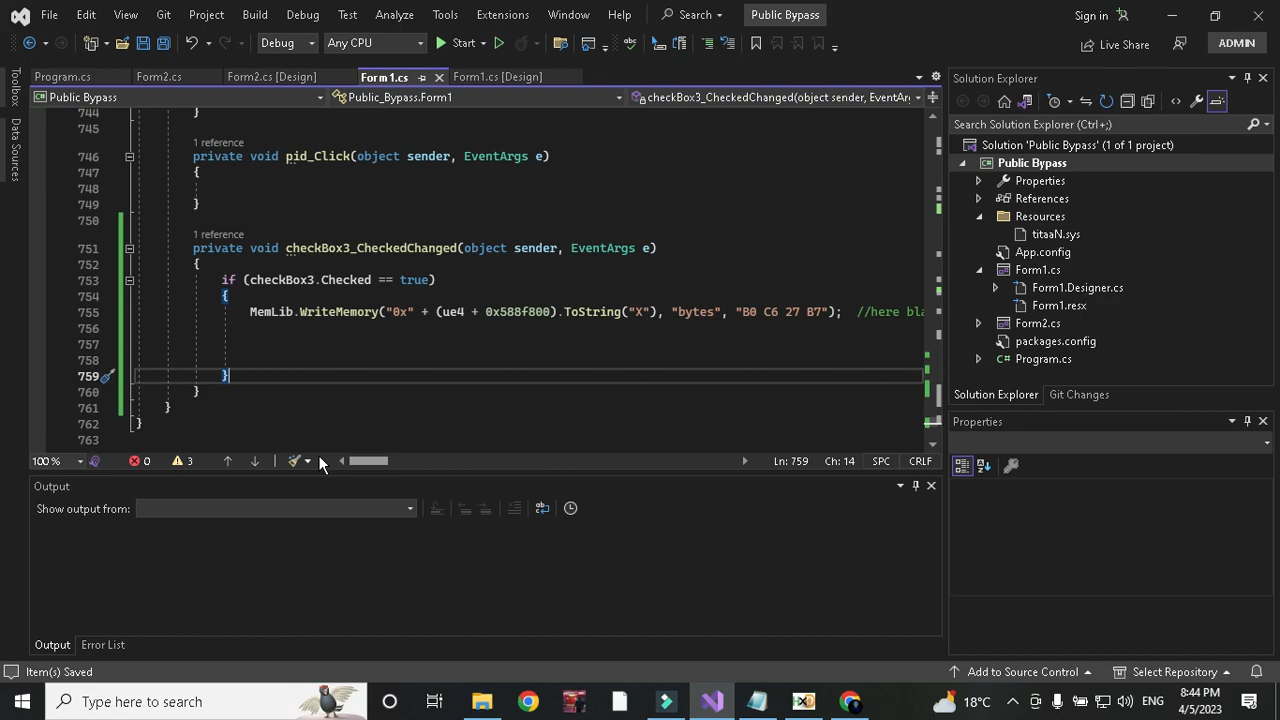 File Edit View Git Project Build Debug Test Analyze Tools Extensions Window Help Search Public Bypass Sign in
Debug Any CPU Start Live Share ADMIN
Program.cs Form2.cs Form2.cs [Design] Form1.cs Form1.cs [Design]
Public Bypass Public_Bypass.Form1 checkBox3_CheckedChanged(object sender, EventArg
Toolbox
Data Sources
744 }
745
1 reference
746 private void pid_Click(object sender, EventArgs e)
747 {
748
749 }
750
1 reference
751 private void checkBox3_CheckedChanged(object sender, EventArgs e)
752 {
753 if (checkBox3.Checked == true)
754 {
755 MemLib.WriteMemory("0x" + (ue4 + 0x588f800).ToString("X"), "bytes", "B0 C6 27 B7"); //here bla
756
757
758
759 }
760 }
761 }
762 }
763
100 % 0 3 Ln: 759 Ch: 14 SPC CRLF
Output
Show output from:
Output Error List
Solution Explorer
Search Solution Explorer (Ctrl+;)
Solution 'Public Bypass' (1 of 1 project)
Public Bypass
Properties
References
Resources
titaaN.sys
App.config
Form1.cs
Form1.Designer.cs
Form1.resx
Form2.cs
packages.config
Program.cs
Solution Explorer Git Changes
Properties
Item(s) Saved Add to Source Control Select Repository
Type here to search 18°C ENG 8:44 PM
4/5/2023